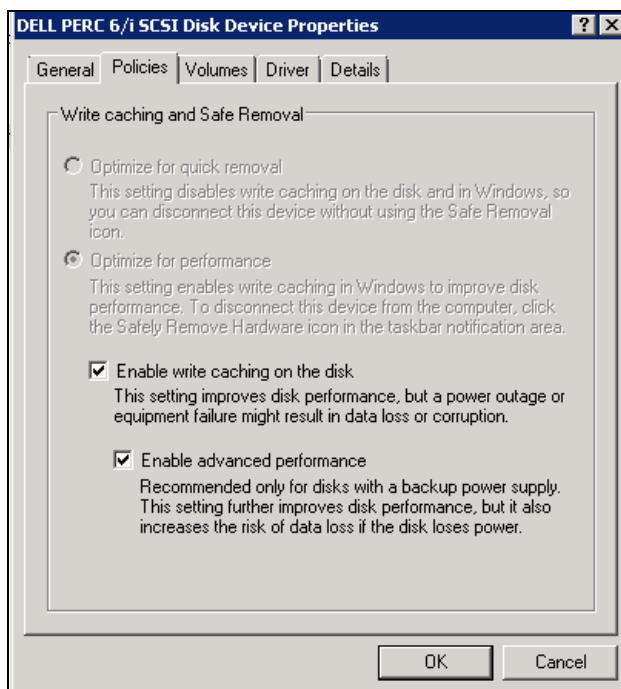 DELL PERC 6/i SCSI Disk Device Properties
General Policies Volumes Driver Details
Write caching and Safe Removal
Optimize for quick removal
This setting disables write caching on the disk and in Windows, so
you can disconnect this device without using the Safe Removal
icon.
Optimize for performance
This setting enables write caching in Windows to improve disk
performance. To disconnect this device from the computer, click
the Safely Remove Hardware icon in the taskbar notification area.
Enable write caching on the disk
This setting improves disk performance, but a power outage or
equipment failure might result in data loss or corruption.
Enable advanced performance
Recommended only for disks with a backup power supply.
This setting further improves disk performance, but it also
increases the risk of data loss if the disk loses power.
OK Cancel